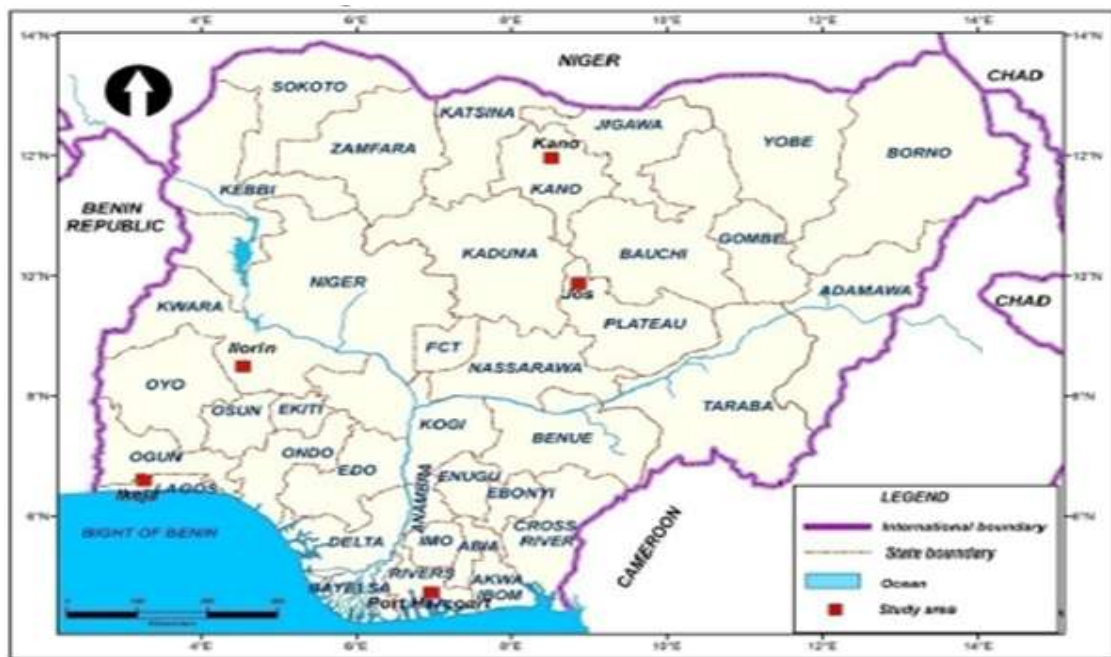 4°E 6°E 8°E 10°E 12°E 14°E
14°N 14°N
NIGER
CHAD
SOKOTO
KATSINA
JIGAWA
Kano
ZAMFARA
YOBE
BORNO
12°N 12°N
KANO
KEBBI
BENIN
REPUBLIC
KADUNA
BAUCHI
GOMBE
NIGER
10°N 10°N
Jos
ADAMAWA
CHAD
KWARA
PLATEAU
FCT
Ilorin
NASSARAWA
OYO
8°N 8°N
TARABA
OSUN
EKITI
KOGI
BENUE
OGUN
ONDO
EDO
ENUGU
Ikeja
LAGOS
EBONYI
ANAMBRA
6°N 6°N
BIGHT OF BENIN
DELTA
IMO
ABIA
CROSS
RIVER
CAMEROON
RIVERS
BAYELSA
AKWA
IBOM
Port Harcourt
LEGEND
International boundary
State boundary
Ocean
Study area
4°E 6°E 8°E 10°E 12°E 14°E